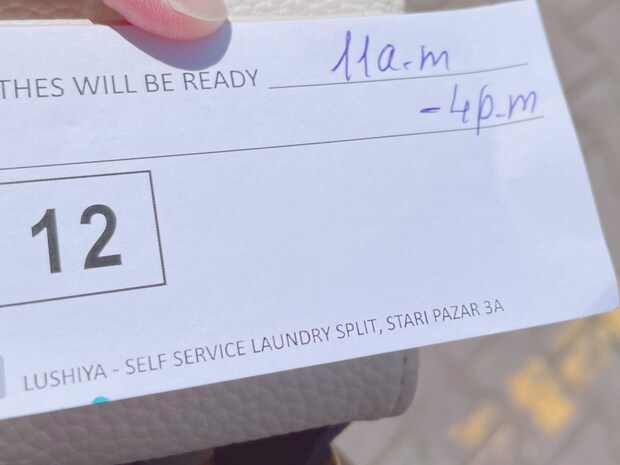 THES WILL BE READY 11a.m
-4p.m
12
LUSHIYA - SELF SERVICE LAUNDRY SPLIT, STARI PAZAR 3A